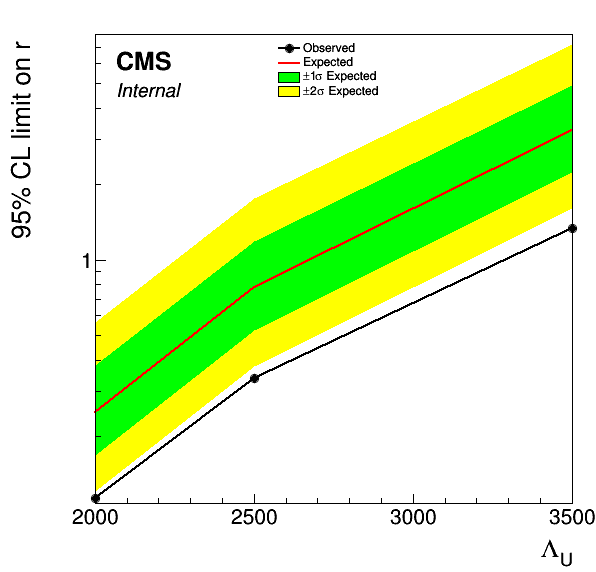 CMS
Internal
Observed
Expected
±1σ Expected
±2σ Expected
95% CL limit on r
1
2000 2500 3000 3500
Λ_U